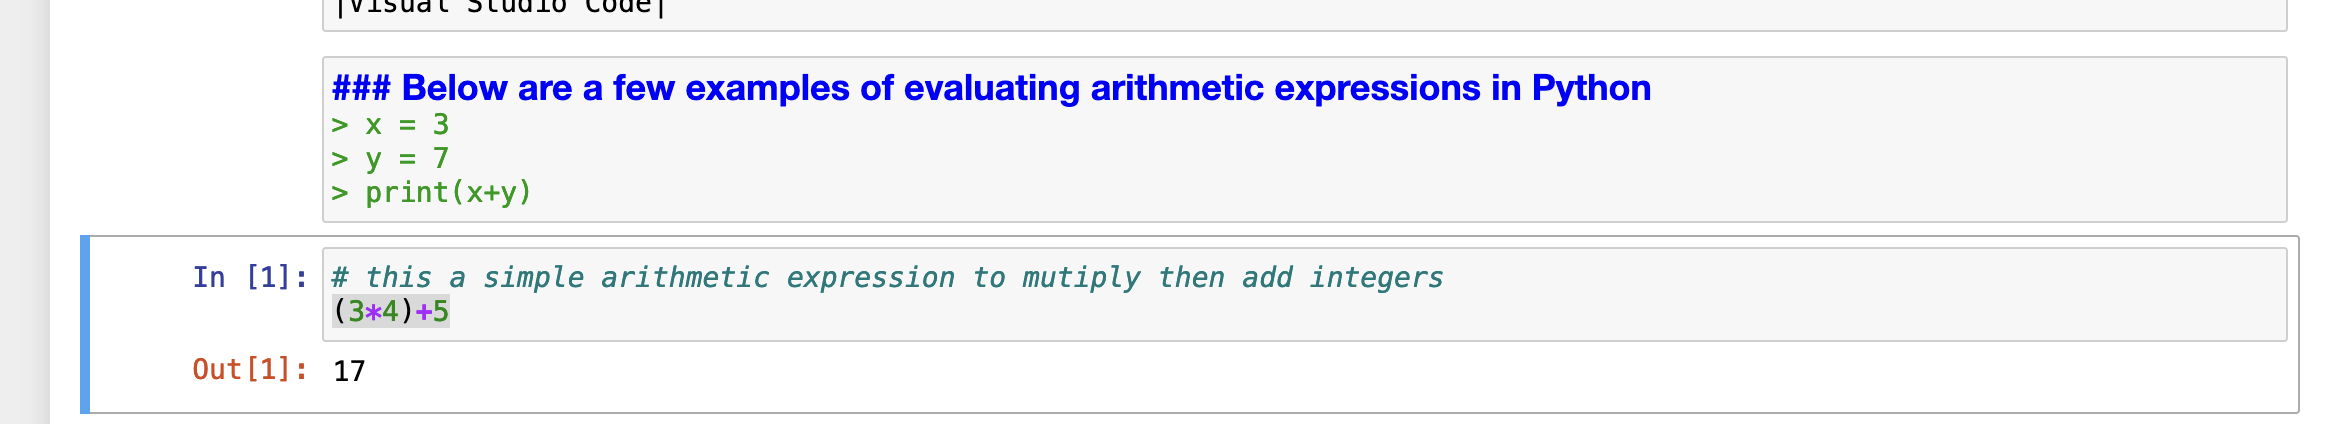 |Visual Studio Code|
### Below are a few examples of evaluating arithmetic expressions in Python
> x = 3
> y = 7
> print(x+y)
In [1]: # this a simple arithmetic expression to mutiply then add integers
(3*4)+5
Out[1]: 17